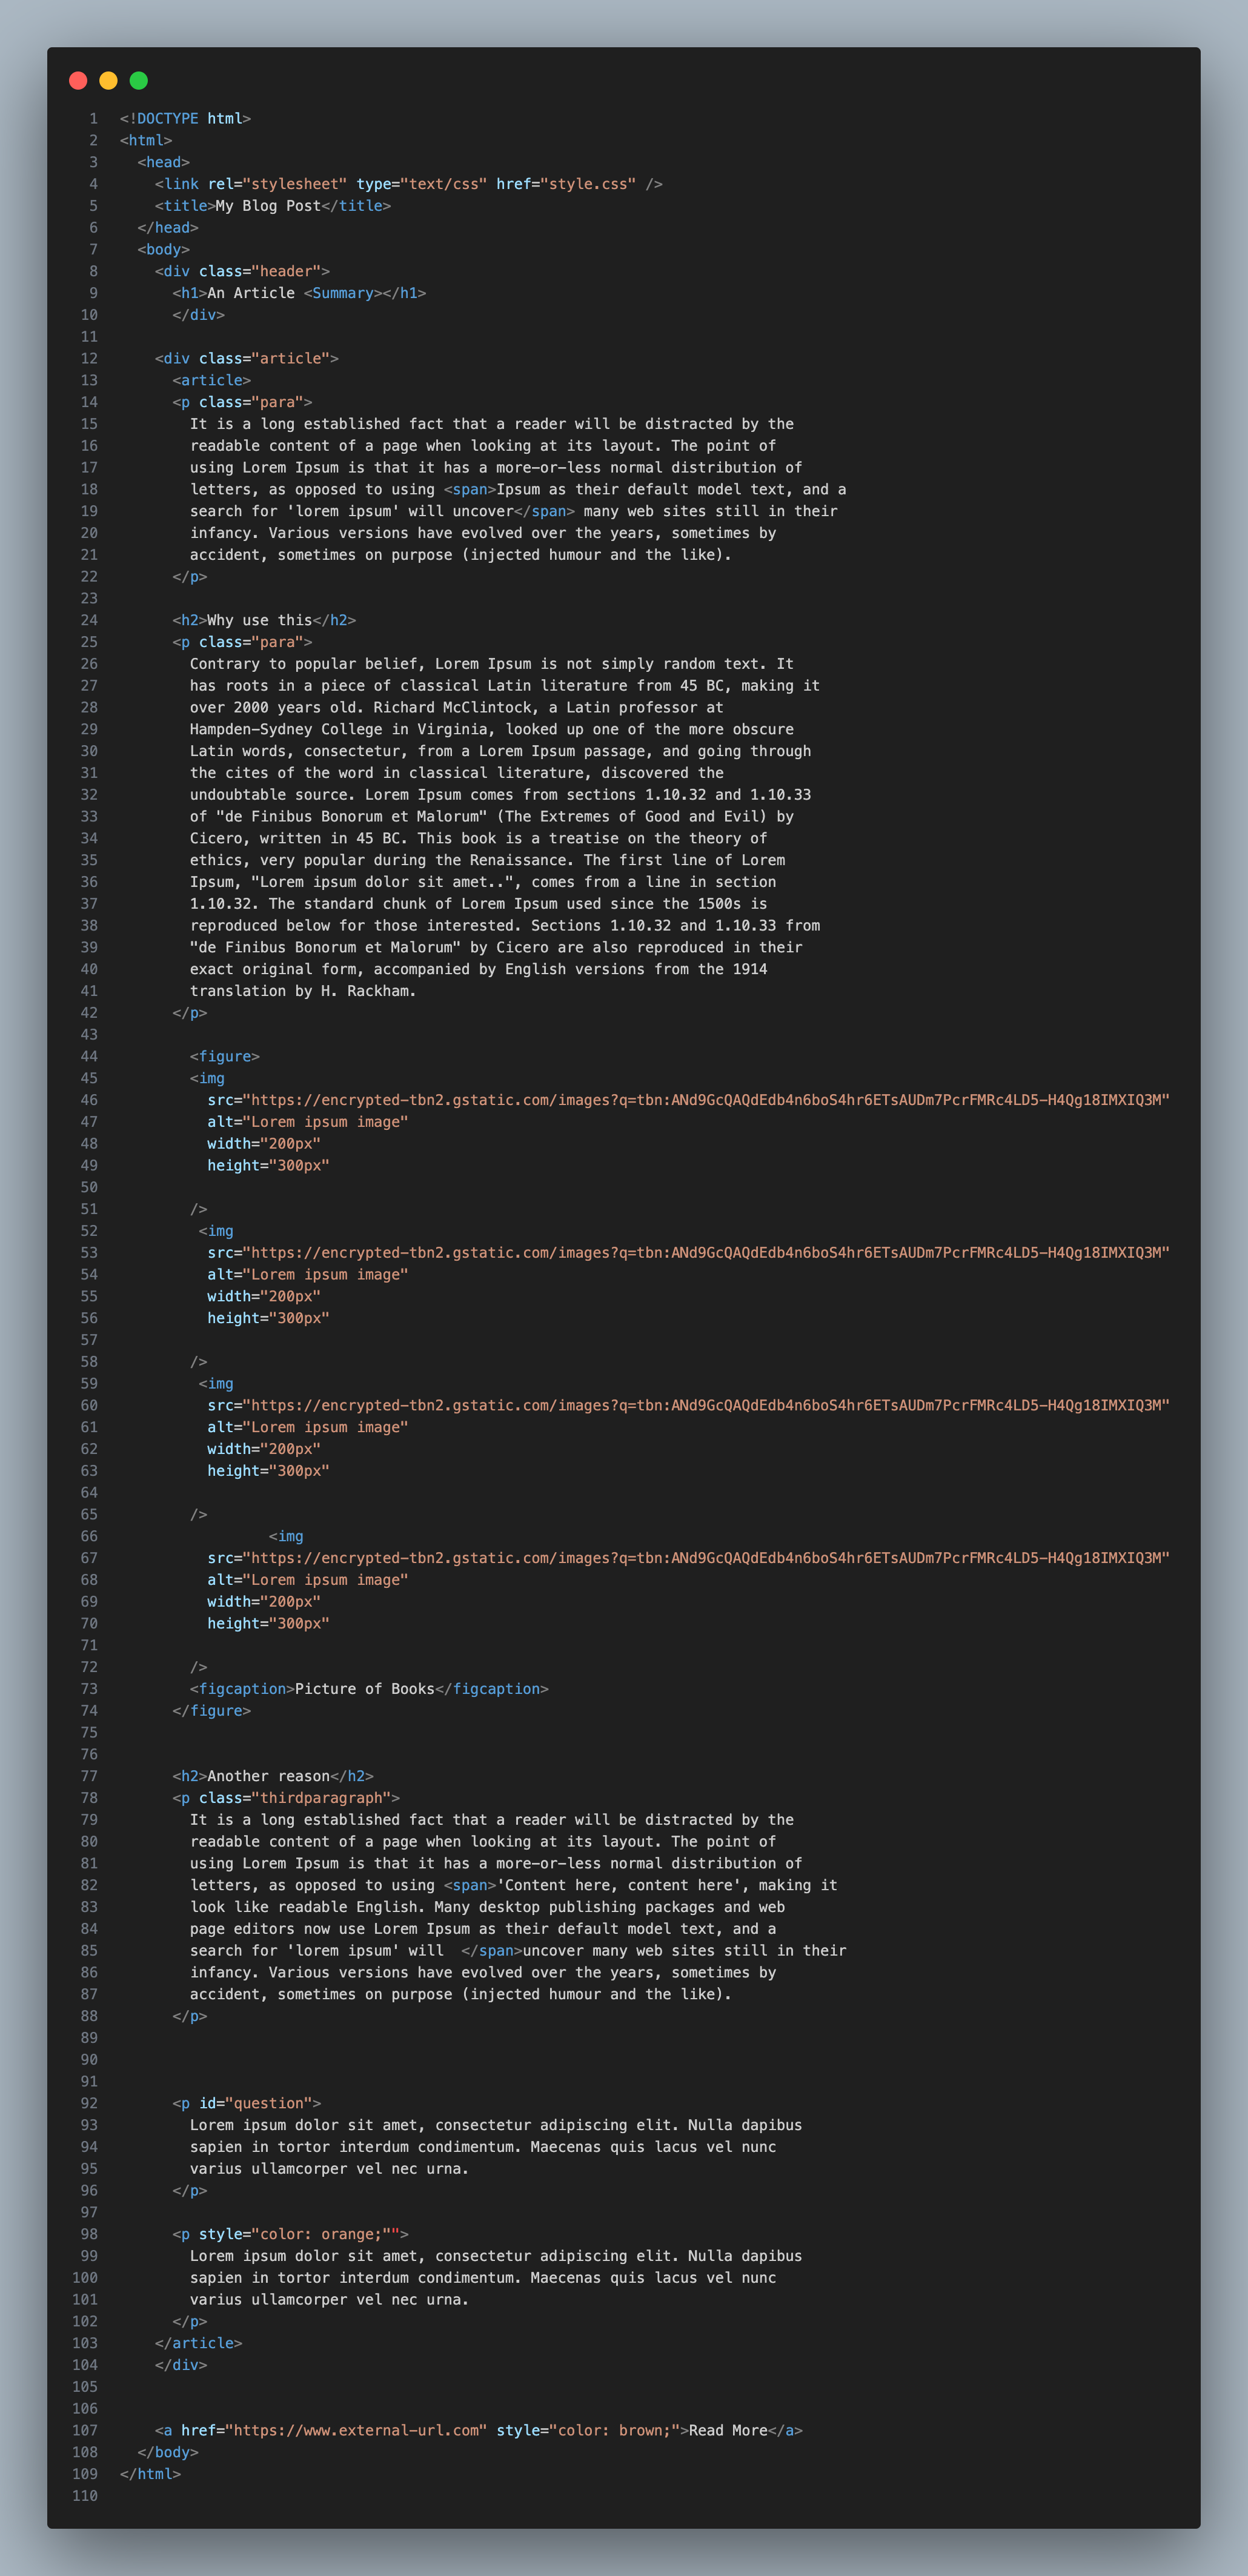 1 <!DOCTYPE html>
2 <html>
3   <head>
4     <link rel="stylesheet" type="text/css" href="style.css" />
5     <title>My Blog Post</title>
6   </head>
7   <body>
8     <div class="header">
9       <h1>An Article <Summary></h1>
10       </div>
11
12     <div class="article">
13       <article>
14       <p class="para">
15         It is a long established fact that a reader will be distracted by the
16         readable content of a page when looking at its layout. The point of
17         using Lorem Ipsum is that it has a more-or-less normal distribution of
18         letters, as opposed to using <span>Ipsum as their default model text, and a
19         search for 'lorem ipsum' will uncover</span> many web sites still in their
20         infancy. Various versions have evolved over the years, sometimes by
21         accident, sometimes on purpose (injected humour and the like).
22       </p>
23
24       <h2>Why use this</h2>
25       <p class="para">
26         Contrary to popular belief, Lorem Ipsum is not simply random text. It
27         has roots in a piece of classical Latin literature from 45 BC, making it
28         over 2000 years old. Richard McClintock, a Latin professor at
29         Hampden-Sydney College in Virginia, looked up one of the more obscure
30         Latin words, consectetur, from a Lorem Ipsum passage, and going through
31         the cites of the word in classical literature, discovered the
32         undoubtable source. Lorem Ipsum comes from sections 1.10.32 and 1.10.33
33         of "de Finibus Bonorum et Malorum" (The Extremes of Good and Evil) by
34         Cicero, written in 45 BC. This book is a treatise on the theory of
35         ethics, very popular during the Renaissance. The first line of Lorem
36         Ipsum, "Lorem ipsum dolor sit amet..", comes from a line in section
37         1.10.32. The standard chunk of Lorem Ipsum used since the 1500s is
38         reproduced below for those interested. Sections 1.10.32 and 1.10.33 from
39         "de Finibus Bonorum et Malorum" by Cicero are also reproduced in their
40         exact original form, accompanied by English versions from the 1914
41         translation by H. Rackham.
42       </p>
43
44         <figure>
45         <img
46           src="https://encrypted-tbn2.gstatic.com/images?q=tbn:ANd9GcQAQdEdb4n6boS4hr6ETsAUDm7PcrFMRc4LD5-H4Qg18IMXIQ3M"
47           alt="Lorem ipsum image"
48           width="200px"
49           height="300px"
50
51         />
52          <img
53           src="https://encrypted-tbn2.gstatic.com/images?q=tbn:ANd9GcQAQdEdb4n6boS4hr6ETsAUDm7PcrFMRc4LD5-H4Qg18IMXIQ3M"
54           alt="Lorem ipsum image"
55           width="200px"
56           height="300px"
57
58         />
59          <img
60           src="https://encrypted-tbn2.gstatic.com/images?q=tbn:ANd9GcQAQdEdb4n6boS4hr6ETsAUDm7PcrFMRc4LD5-H4Qg18IMXIQ3M"
61           alt="Lorem ipsum image"
62           width="200px"
63           height="300px"
64
65         />
66                  <img
67           src="https://encrypted-tbn2.gstatic.com/images?q=tbn:ANd9GcQAQdEdb4n6boS4hr6ETsAUDm7PcrFMRc4LD5-H4Qg18IMXIQ3M"
68           alt="Lorem ipsum image"
69           width="200px"
70           height="300px"
71
72         />
73         <figcaption>Picture of Books</figcaption>
74       </figure>
75
76
77       <h2>Another reason</h2>
78       <p class="thirdparagraph">
79         It is a long established fact that a reader will be distracted by the
80         readable content of a page when looking at its layout. The point of
81         using Lorem Ipsum is that it has a more-or-less normal distribution of
82         letters, as opposed to using <span>'Content here, content here', making it
83         look like readable English. Many desktop publishing packages and web
84         page editors now use Lorem Ipsum as their default model text, and a
85         search for 'lorem ipsum' will  </span>uncover many web sites still in their
86         infancy. Various versions have evolved over the years, sometimes by
87         accident, sometimes on purpose (injected humour and the like).
88       </p>
89
90
91
92       <p id="question">
93         Lorem ipsum dolor sit amet, consectetur adipiscing elit. Nulla dapibus
94         sapien in tortor interdum condimentum. Maecenas quis lacus vel nunc
95         varius ullamcorper vel nec urna.
96       </p>
97
98       <p style="color: orange;"">
99         Lorem ipsum dolor sit amet, consectetur adipiscing elit. Nulla dapibus
100         sapien in tortor interdum condimentum. Maecenas quis lacus vel nunc
101         varius ullamcorper vel nec urna.
102       </p>
103     </article>
104     </div>
105
106
107     <a href="https://www.external-url.com" style="color: brown;">Read More</a>
108   </body>
109 </html>
110